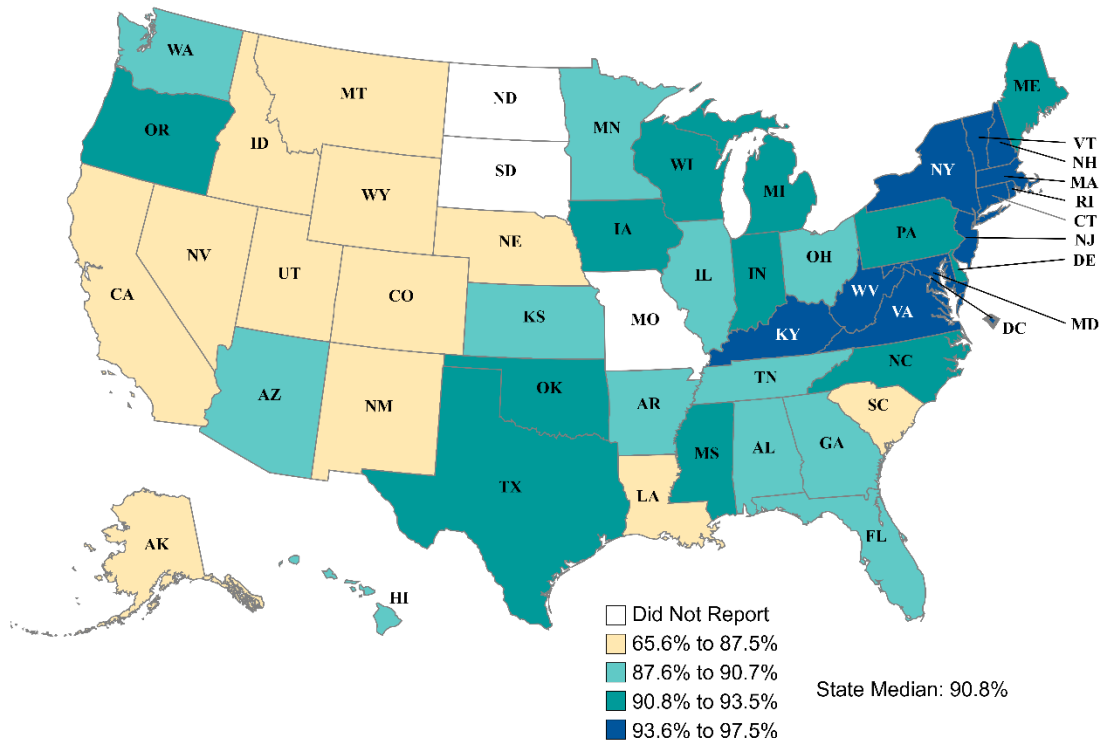 WA
MT
ND
MN
ME
OR
ID
SD
WI
MI
NY
VT
NH
MA
RI
CT
NJ
DE
MD
DC
WY
IA
NE
PA
NV
UT
CO
IL
IN
OH
WV
VA
CA
KS
MO
KY
AZ
NM
OK
AR
TN
NC
SC
TX
LA
MS
AL
GA
FL
AK
HI
Did Not Report
65.6% to 87.5%
87.6% to 90.7%
90.8% to 93.5%
93.6% to 97.5%
State Median: 90.8%